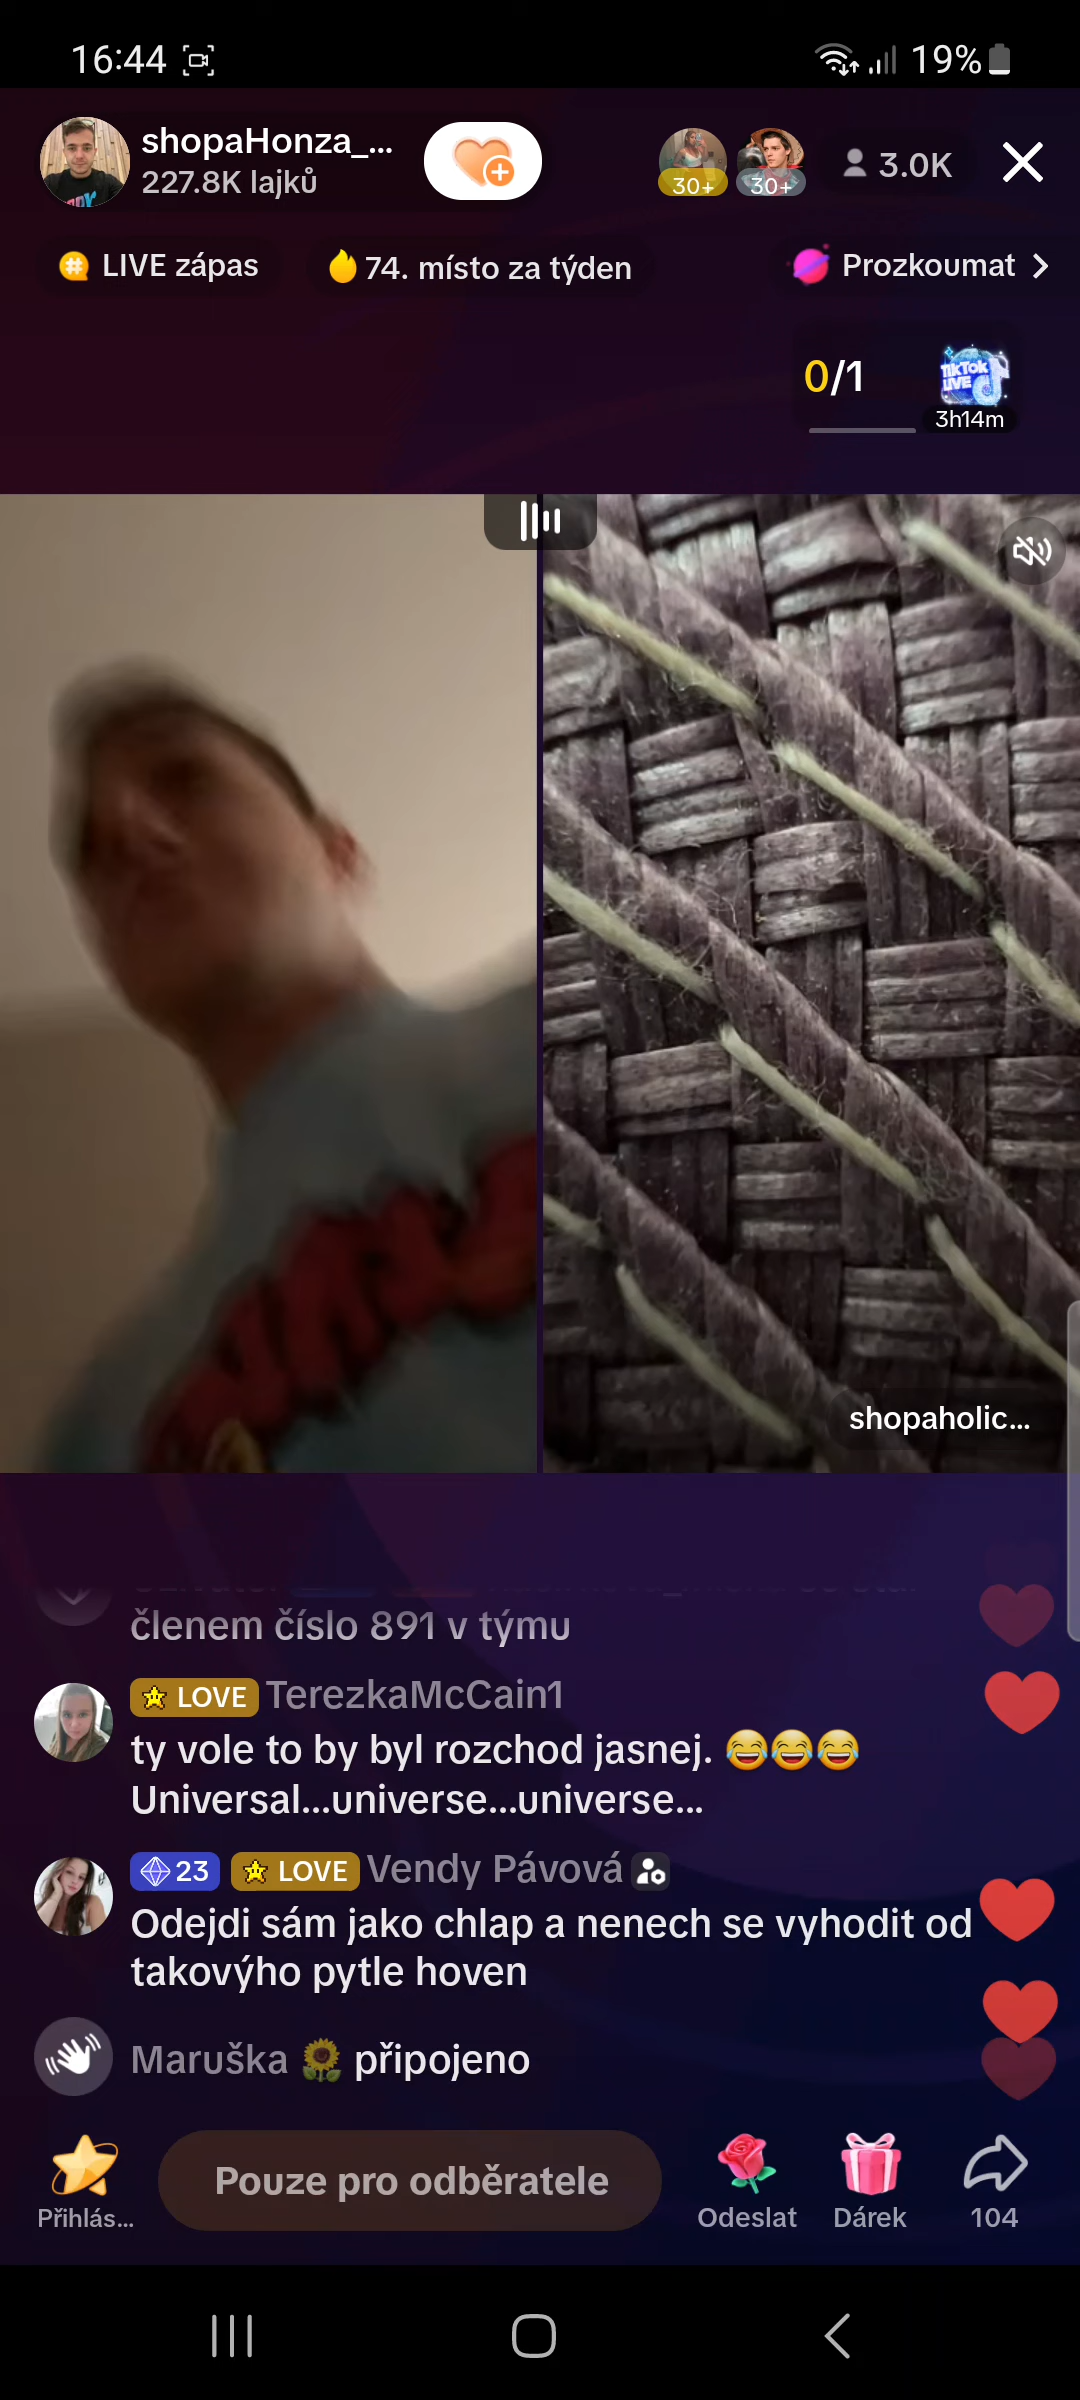 16:44
19%
shopaHonza_...
227.8K lajků
30+
30+
3.0K
LIVE zápas
74. místo za týden
Prozkoumat
0/1
TikTok
LIVE
3h14m
shopaholic...
členem číslo 891 v týmu
LOVE TerezkaMcCain1
ty vole to by byl rozchod jasnej. 😂😂😂
Universal...universe...universe...
23 LOVE Vendy Pávová
Odejdi sám jako chlap a nenech se vyhodit od
takovýho pytle hoven
Maruška 🌻 připojeno
Přihlás...
Pouze pro odběratele
Odeslat
Dárek
104